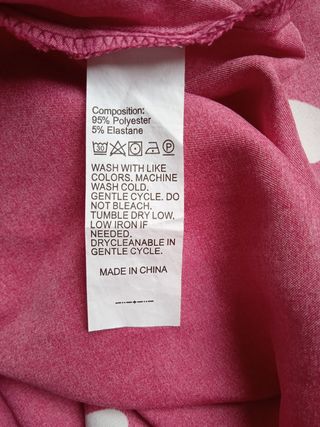 Composition:
95% Polyester
5% Elastane
WASH WITH LIKE
COLORS. MACHINE
WASH COLD.
GENTLE CYCLE. DO
NOT BLEACH.
TUMBLE DRY LOW.
LOW IRON IF
NEEDED.
DRYCLEANABLE IN
GENTLE CYCLE.
MADE IN CHINA